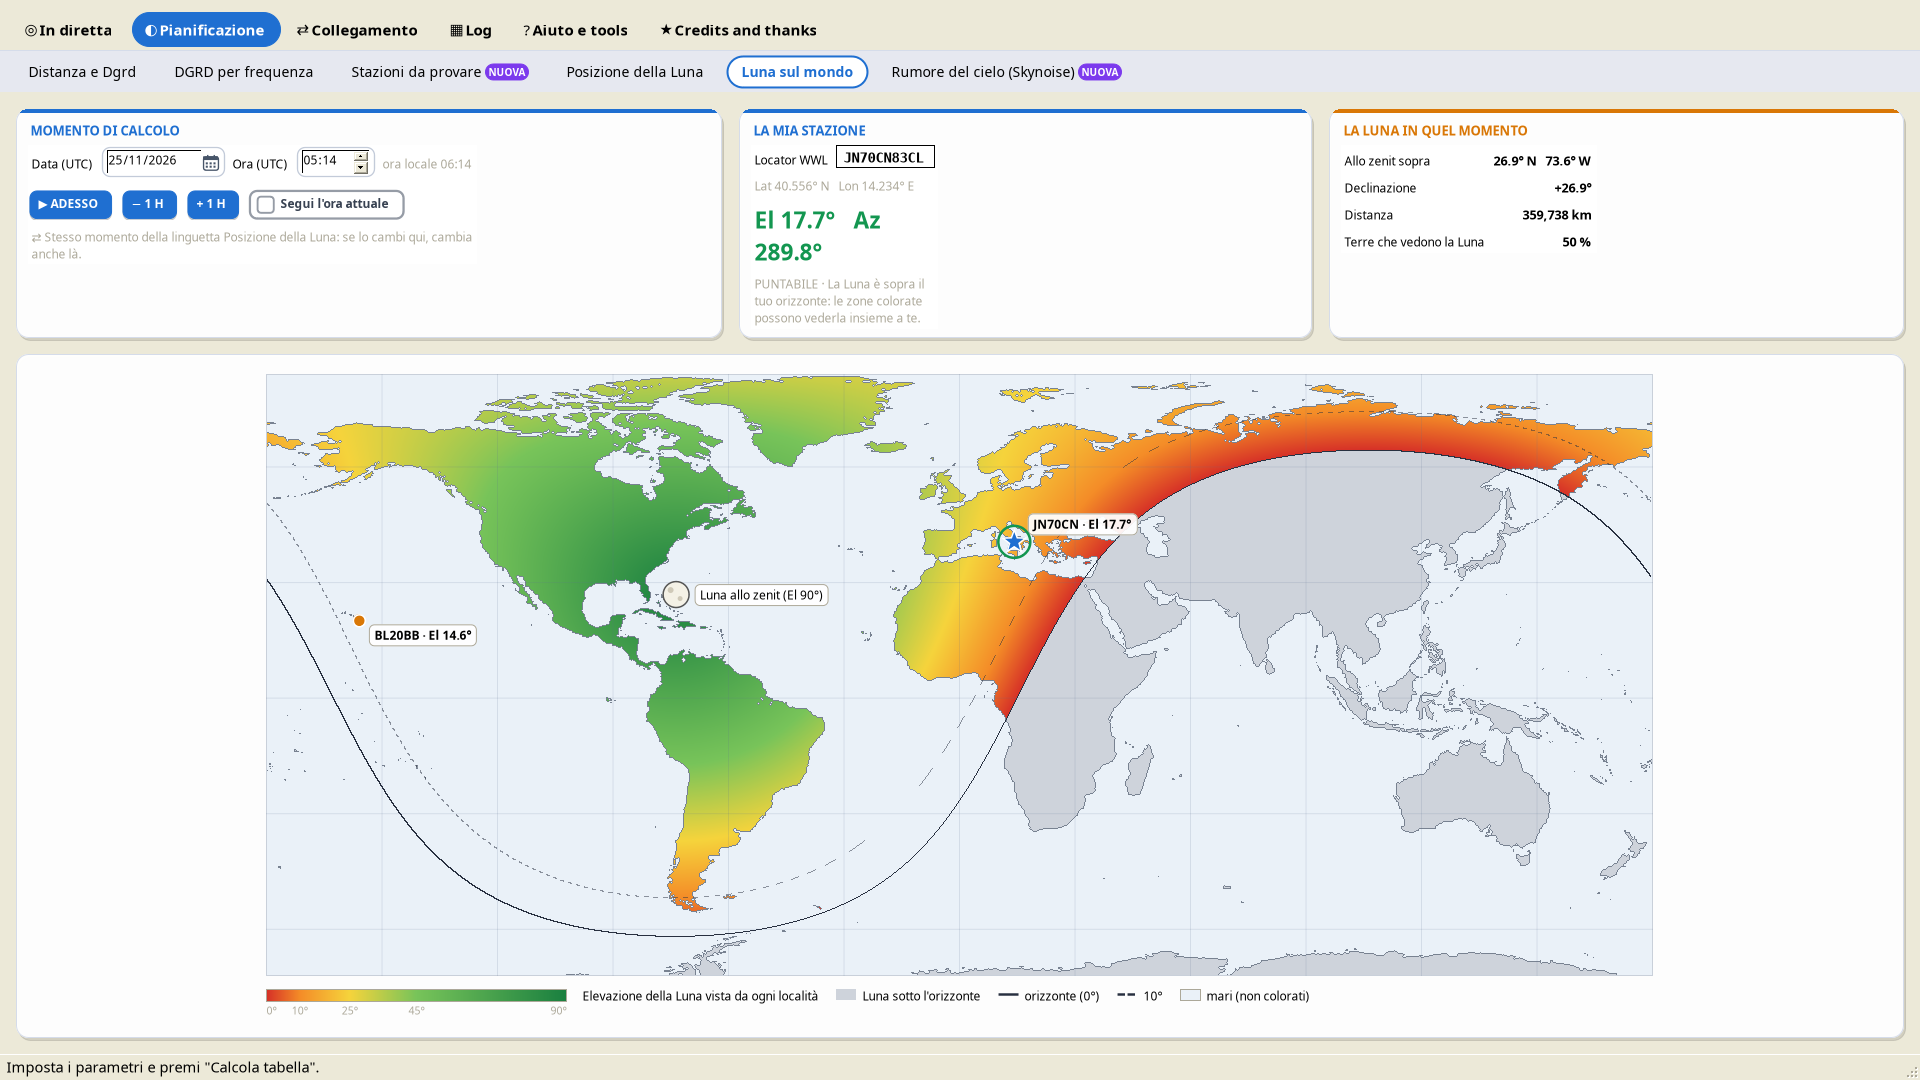 ◎ In diretta  ◐ Pianificazione  ⇄ Collegamento  ▦ Log  ? Aiuto e tools  ★ Credits and thanks
Distanza e Dgrd  DGRD per frequenza  Stazioni da provare NUOVA  Posizione della Luna  Luna sul mondo  Rumore del cielo (Skynoise) NUOVA
MOMENTO DI CALCOLO
Data (UTC) 25/11/2026 Ora (UTC) 05:14 ora locale 06:14
▶ ADESSO  − 1 H  + 1 H  Segui l'ora attuale
⇄ Stesso momento della linguetta Posizione della Luna: se lo cambi qui, cambia
anche là.
LA MIA STAZIONE
Locator WWL JN70CN83CL
Lat 40.556° N  Lon 14.234° E
El 17.7°  Az
289.8°
PUNTABILE · La Luna è sopra il
tuo orizzonte: le zone colorate
possono vederla insieme a te.
LA LUNA IN QUEL MOMENTO
Allo zenit sopra  26.9° N  73.6° W
Declinazione  +26.9°
Distanza  359,738 km
Terre che vedono la Luna  50 %
JN70CN · El 17.7°
Luna allo zenit (El 90°)
BL20BB · El 14.6°
Elevazione della Luna vista da ogni località  Luna sotto l'orizzonte  orizzonte (0°)  10°  mari (non colorati)
0°  10°  25°  45°  90°
Imposta i parametri e premi "Calcola tabella".